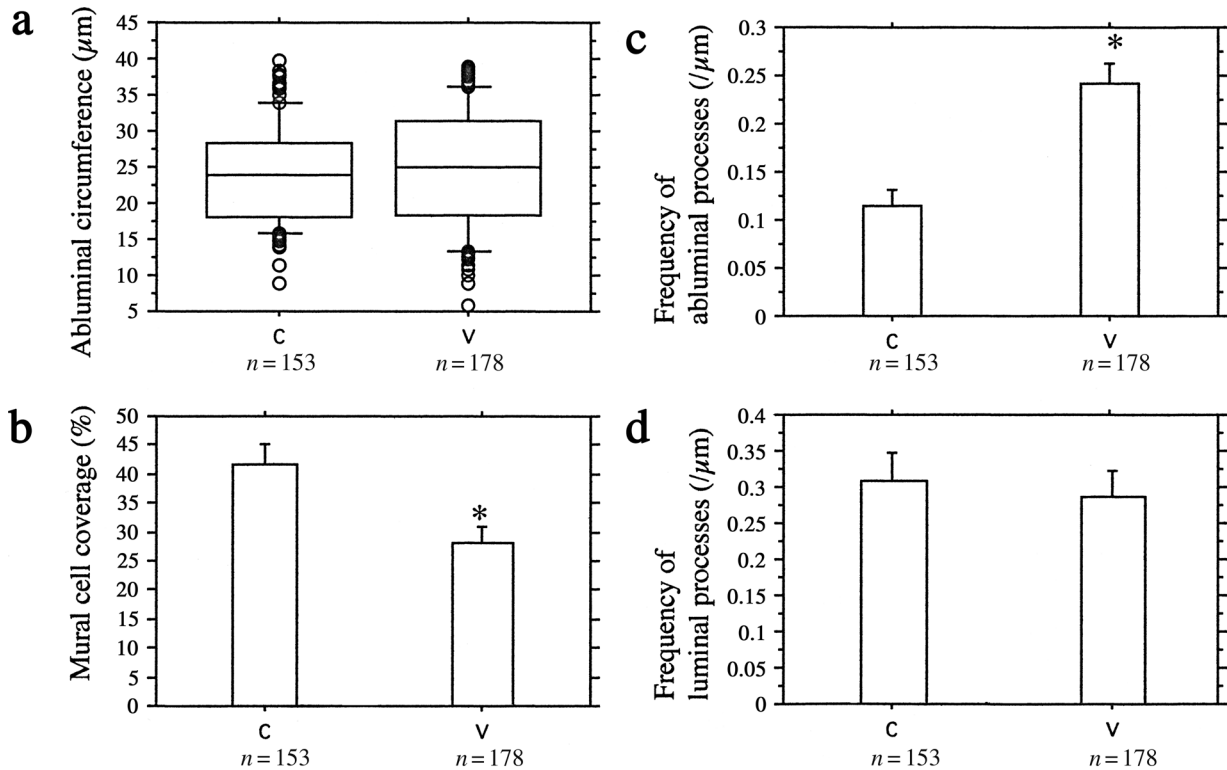 a
Abluminal circumference (µm)
45
40
35
30
25
20
15
10
5
C
V
n = 153
n = 178
c
Frequency of
abluminal processes (/µm)
0.3
0.25
0.2
0.15
0.1
0.05
0
*
C
V
n = 153
n = 178
b
Mural cell coverage (%)
50
45
40
35
30
25
20
15
10
5
0
*
C
V
n = 153
n = 178
d
Frequency of
luminal processes (/µm)
0.4
0.35
0.3
0.25
0.2
0.15
0.1
0.05
0
C
V
n = 153
n = 178